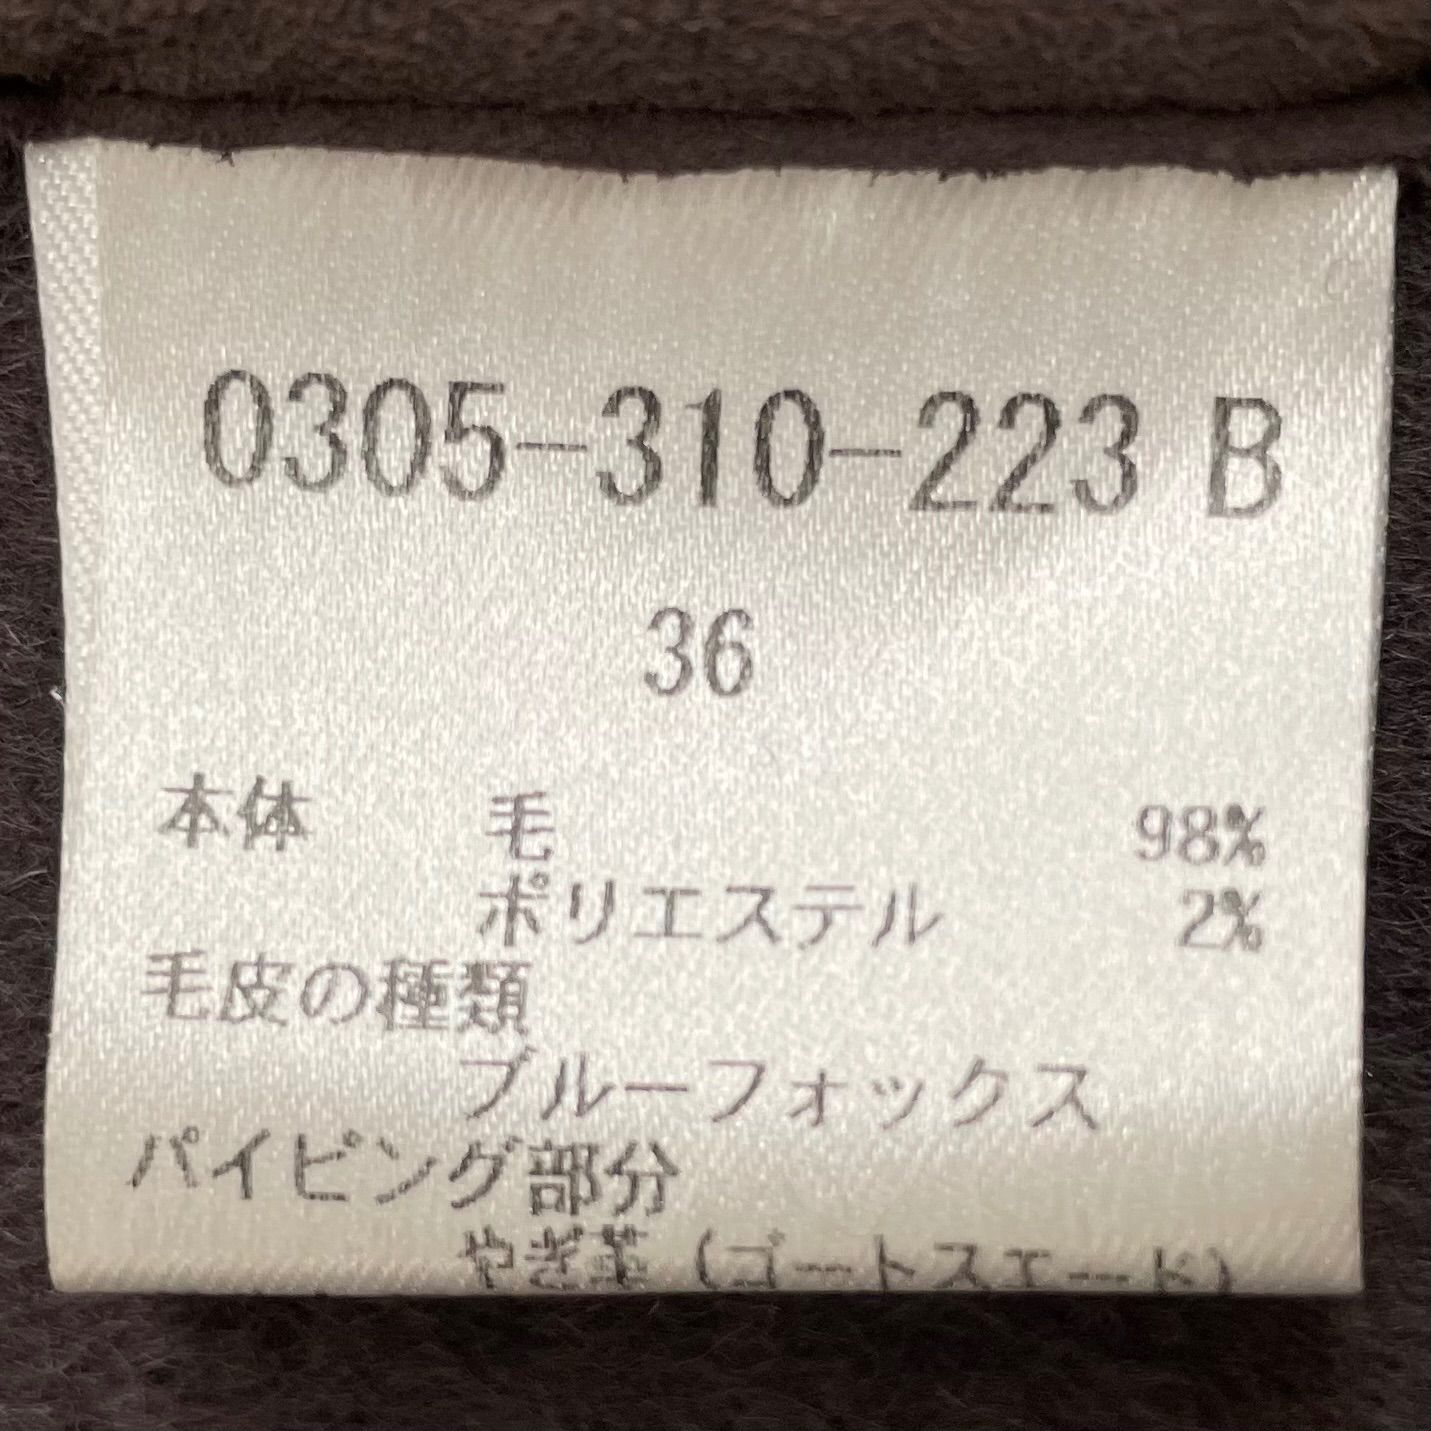 0305-310-223 B
36
本体 毛 98%
ポリエステル 2%
毛皮の種類
ブルーフォックス
パイピング部分
やぎ革（ゴートスエード）